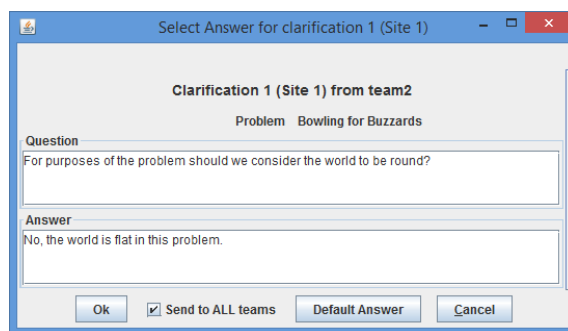 Select Answer for clarification 1 (Site 1)
Clarification 1 (Site 1) from team2
Problem Bowling for Buzzards
Question
For purposes of the problem should we consider the world to be round?
Answer
No, the world is flat in this problem.
Ok Send to ALL teams Default Answer Cancel